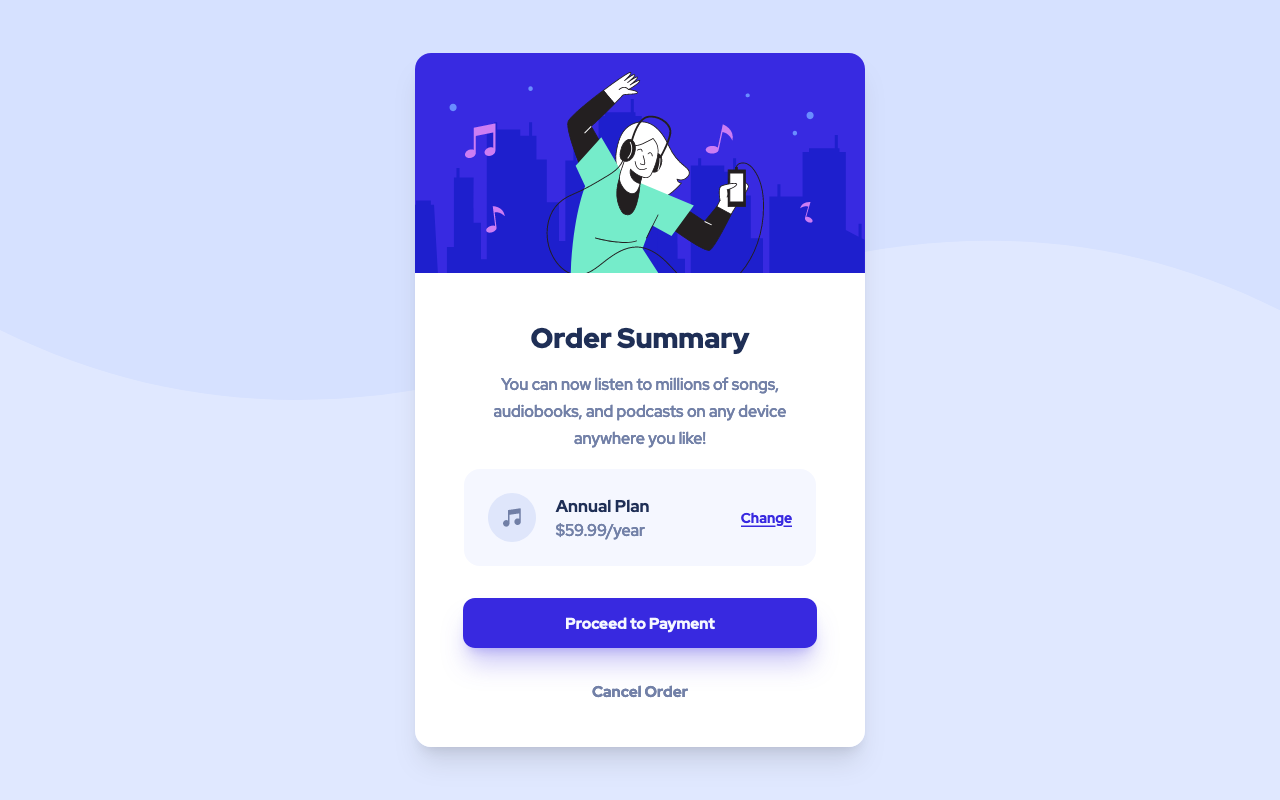 Order Summary
You can now listen to millions of songs,
audiobooks, and podcasts on any device
anywhere you like!
Annual Plan
$59.99/year
Change
Proceed to Payment
Cancel Order